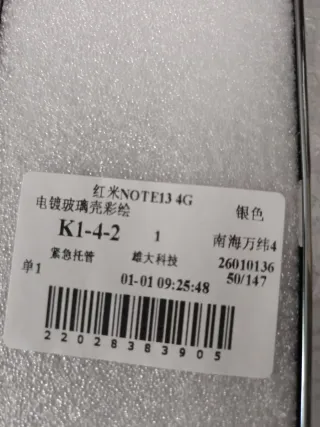 红米NOTE13 4G
电镀玻璃壳彩绘 银色
K1-4-2 1 南海万纬4
紧急托管 雄大科技 26010136
单1 01-01 09:25:48 50/147
22028383905